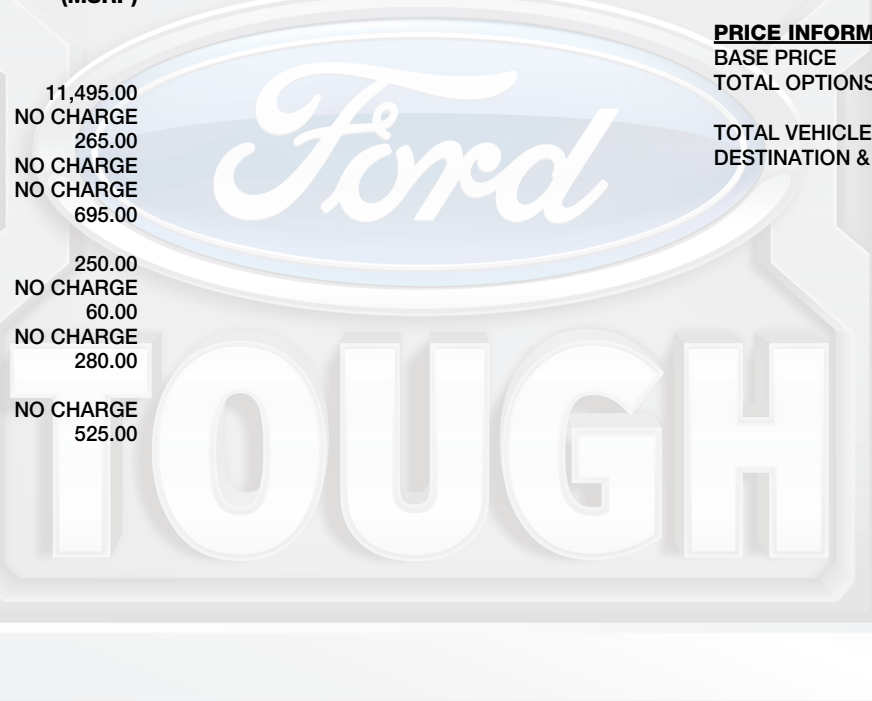 (MSRP)
11,495.00
NO CHARGE
265.00
NO CHARGE
NO CHARGE
695.00
250.00
NO CHARGE
60.00
NO CHARGE
280.00
NO CHARGE
525.00
PRICE INFORM
BASE PRICE
TOTAL OPTIONS
TOTAL VEHICLE
DESTINATION &
Ford
TOUGH